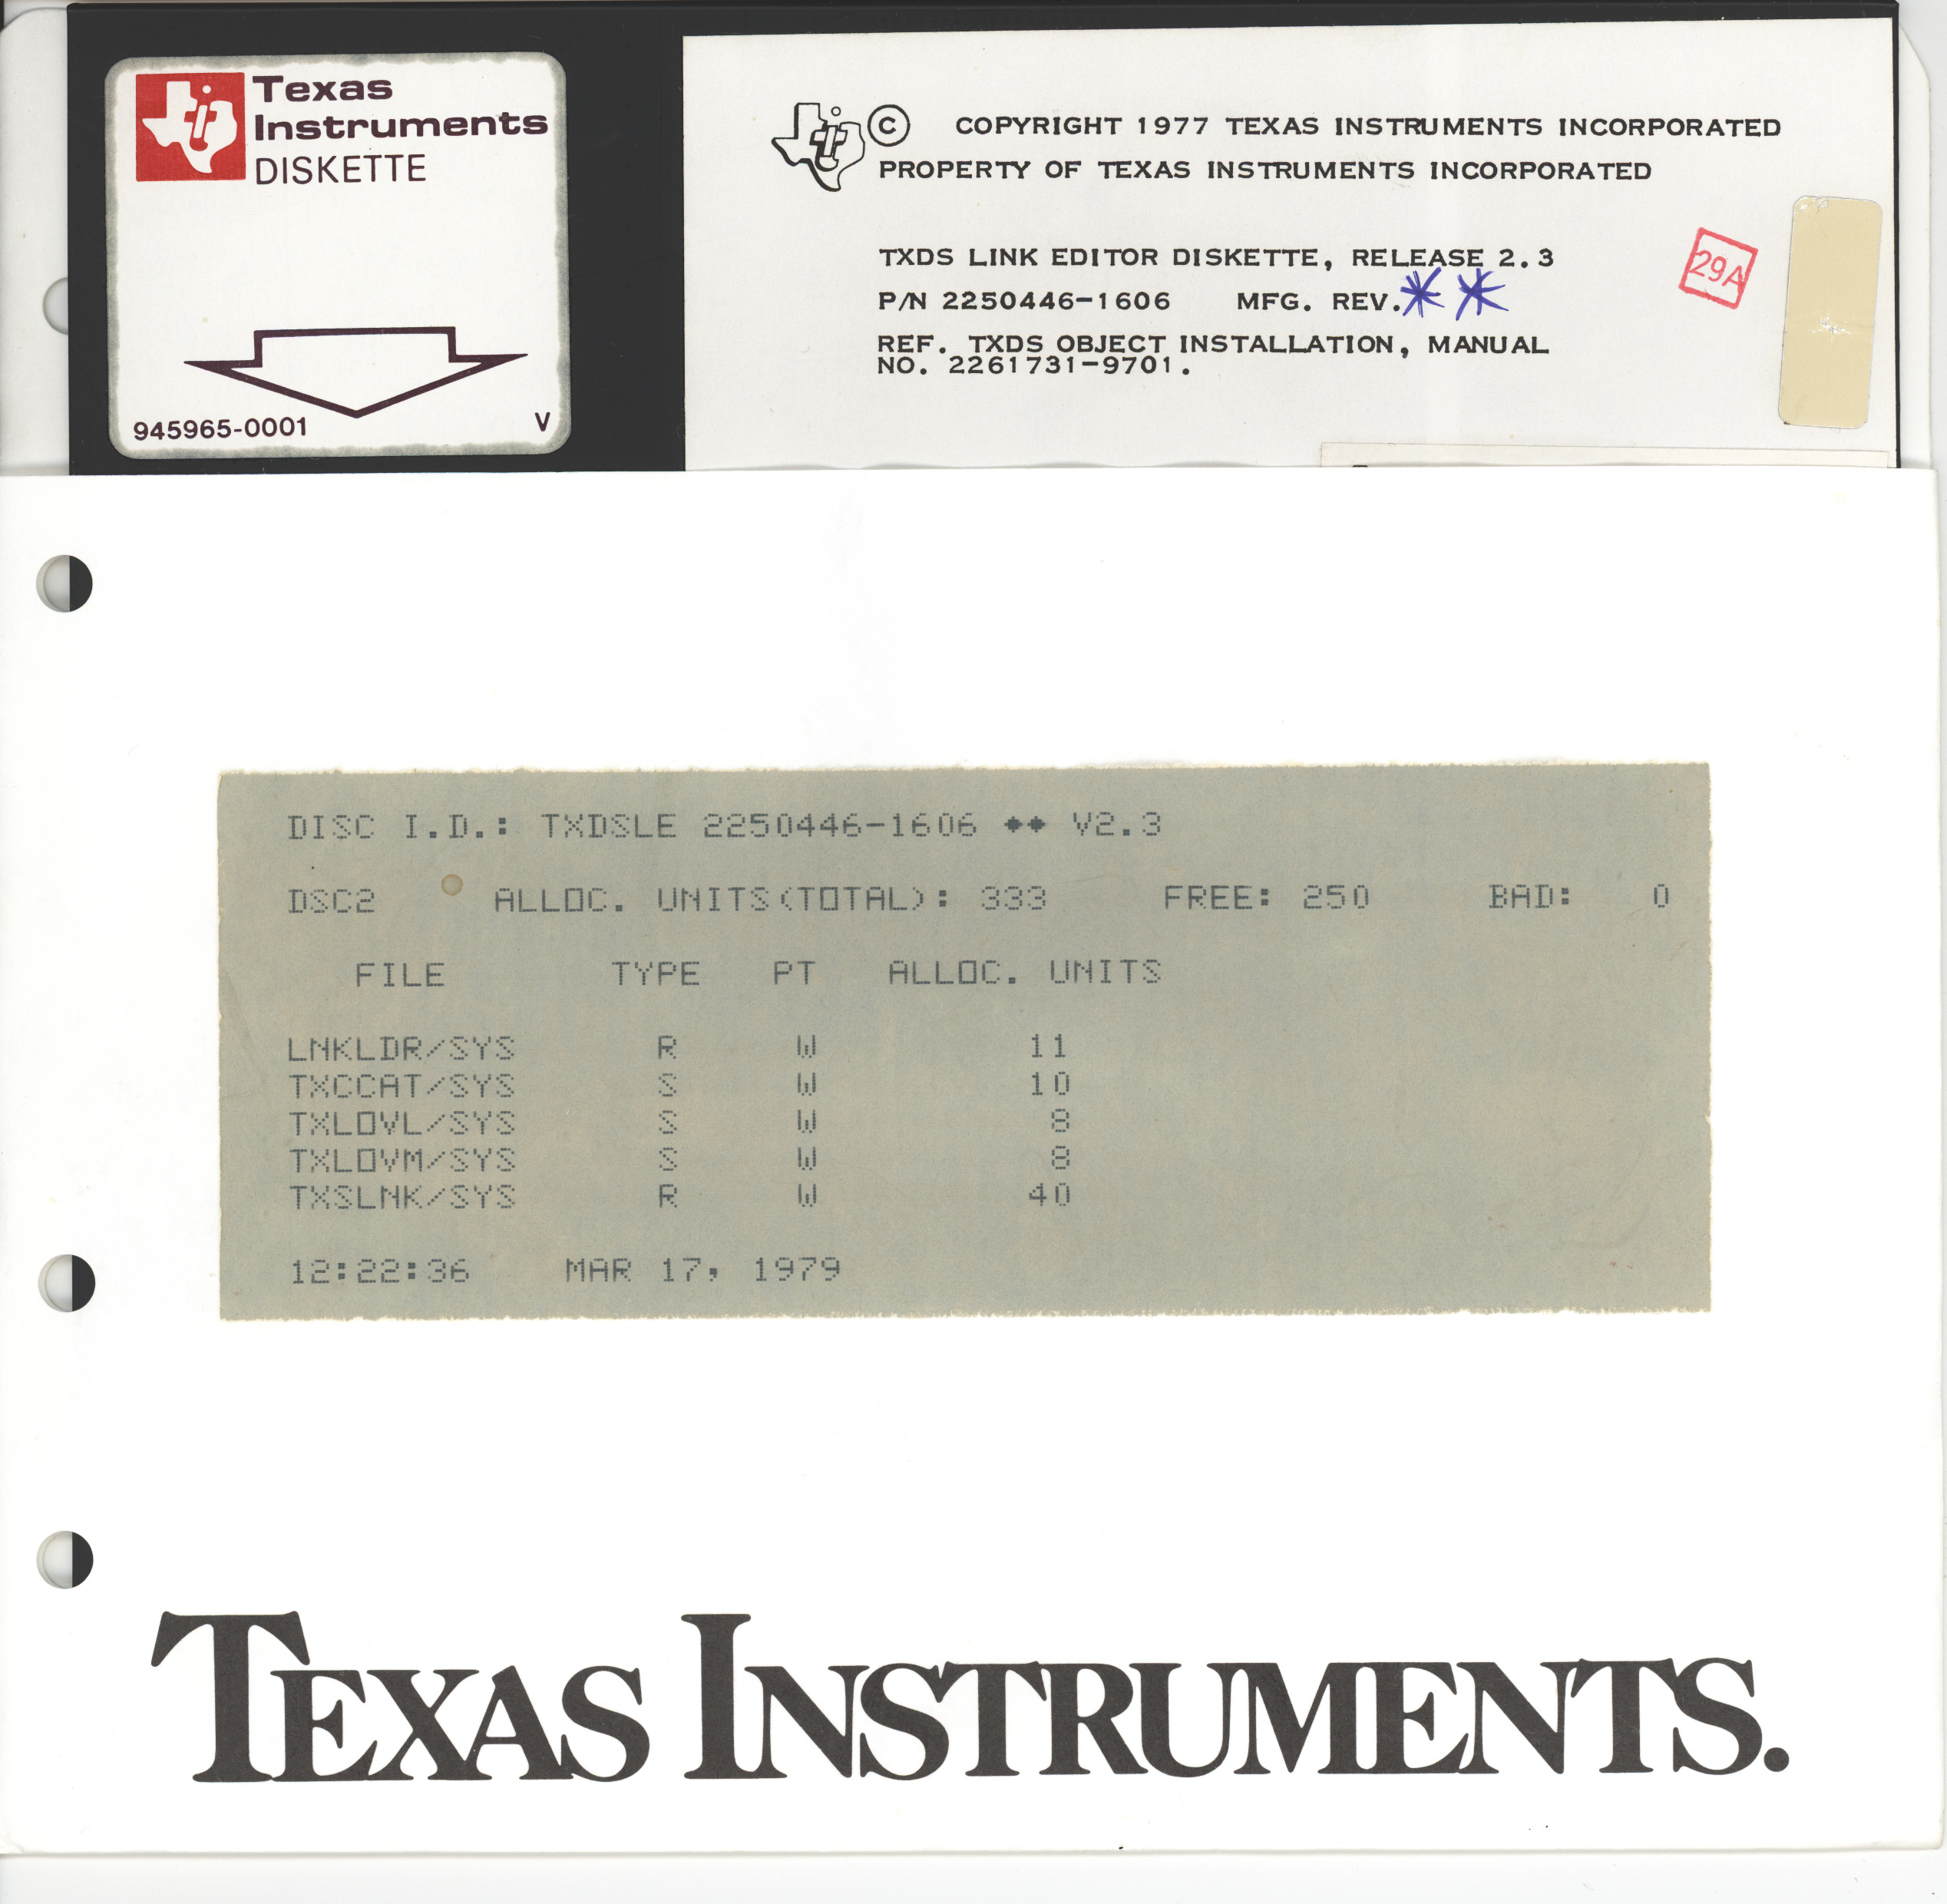 Texas
Instruments
DISKETTE
945965-0001 V
© COPYRIGHT 1977 TEXAS INSTRUMENTS INCORPORATED
PROPERTY OF TEXAS INSTRUMENTS INCORPORATED
TXDS LINK EDITOR DISKETTE, RELEASE 2.3
P/N 2250446-1606 MFG. REV. **
REF. TXDS OBJECT INSTALLATION, MANUAL
NO. 2261731-9701.
29A
DISC I.D.: TXDSLE 2250446-1606 ** V2.3
DSC2 ALLOC. UNITS(TOTAL): 333 FREE: 250 BAD: 0
FILE TYPE PT ALLOC. UNITS
LNKLDR/SYS R W 11
TXCCAT/SYS S W 10
TXLOVL/SYS S W 8
TXLOVM/SYS S W 8
TXSLNK/SYS R W 40
12:22:36 MAR 17, 1979
TEXAS INSTRUMENTS.